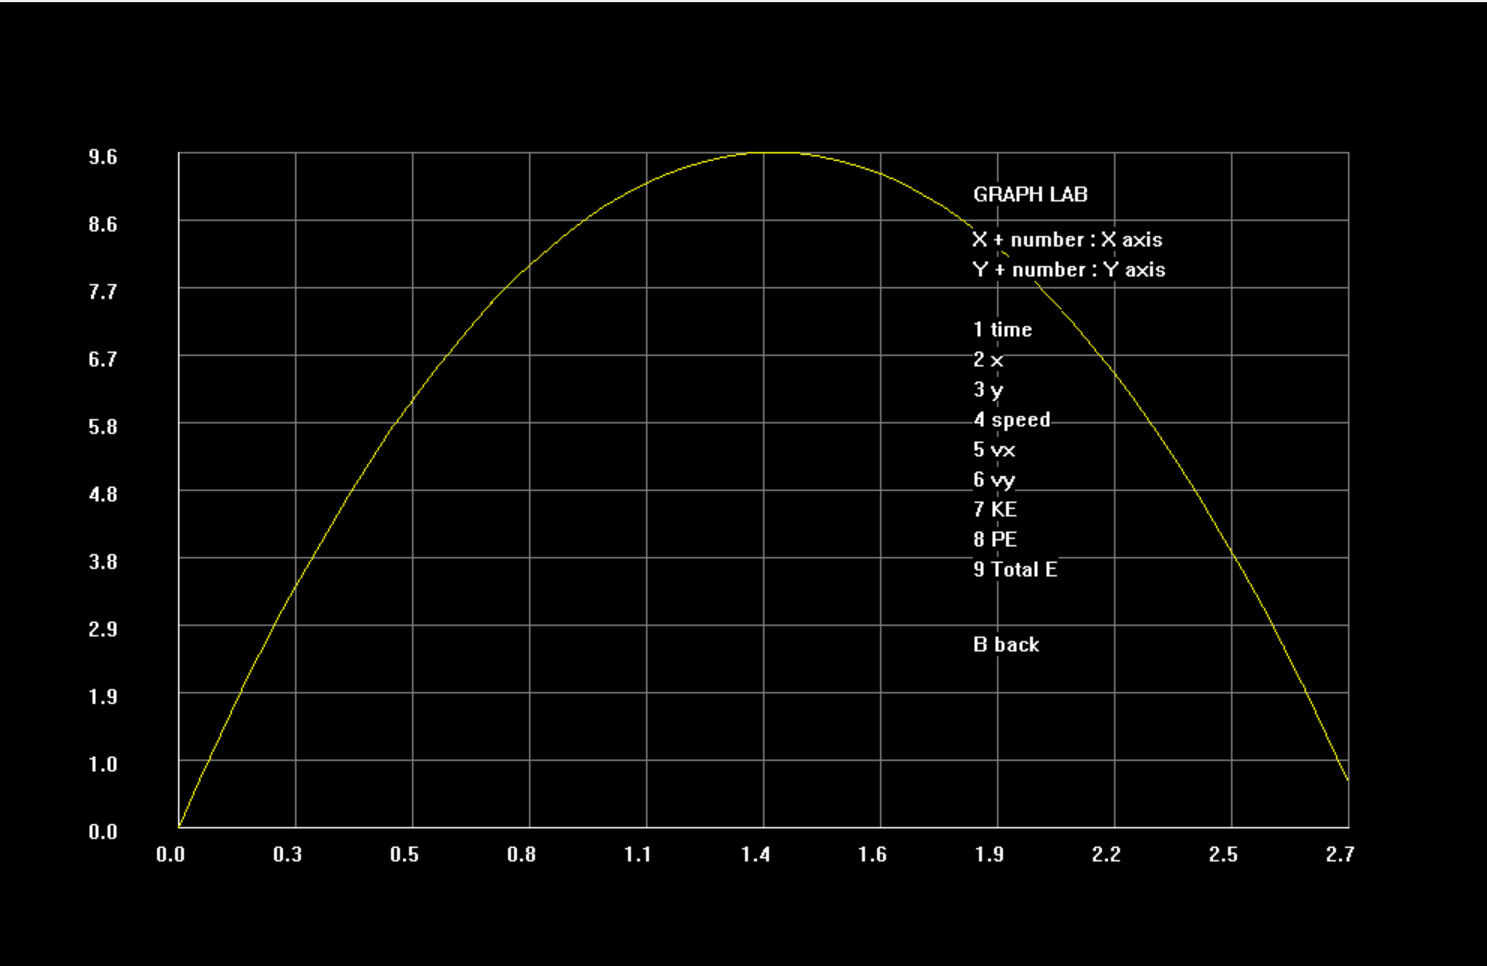 9.6
GRAPH LAB
8.6
X + number : X axis
Y + number : Y axis
7.7
1 time
6.7
2 x
3 y
5.8
4 speed
5 vx
4.8
6 vy
7 KE
8 PE
3.8
9 Total E
2.9
B back
1.9
1.0
0.0
0.0 0.3 0.5 0.8 1.1 1.4 1.6 1.9 2.2 2.5 2.7